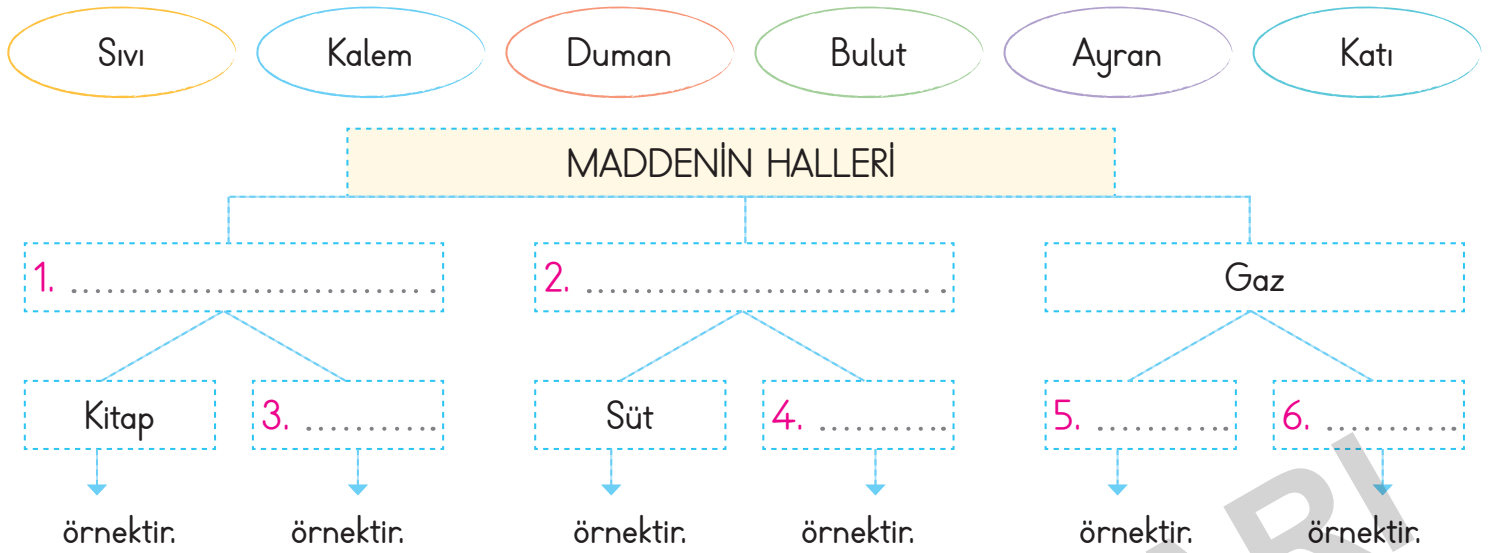 Sıvı Kalem Duman Bulut Ayran Katı
MADDENİN HALLERİ
1. ........................................ 2. ........................................ Gaz
Kitap 3. ............... Süt 4. ............... 5. ............... 6. ...............
örnektir. örnektir. örnektir. örnektir. örnektir. örnektir.